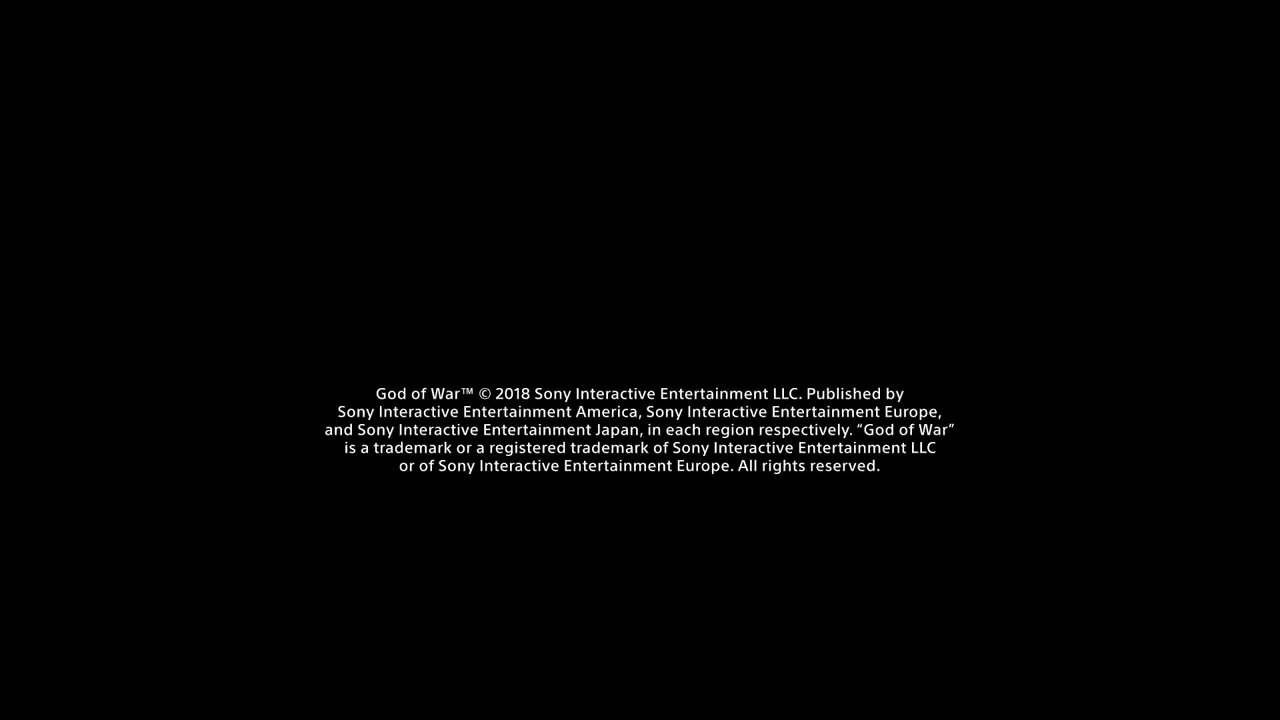 God of War™ © 2018 Sony Interactive Entertainment LLC. Published by
Sony Interactive Entertainment America, Sony Interactive Entertainment Europe,
and Sony Interactive Entertainment Japan, in each region respectively. “God of War”
is a trademark or a registered trademark of Sony Interactive Entertainment LLC
or of Sony Interactive Entertainment Europe. All rights reserved.